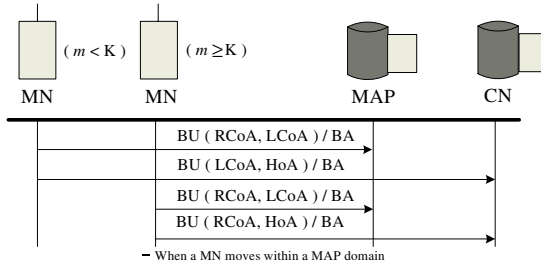 ( m < K ) ( m ≥ K )
MN MN MAP CN
BU ( RCoA, LCoA ) / BA
BU ( LCoA, HoA ) / BA
BU ( RCoA, LCoA ) / BA
BU ( RCoA, HoA ) / BA
– When a MN moves within a MAP domain